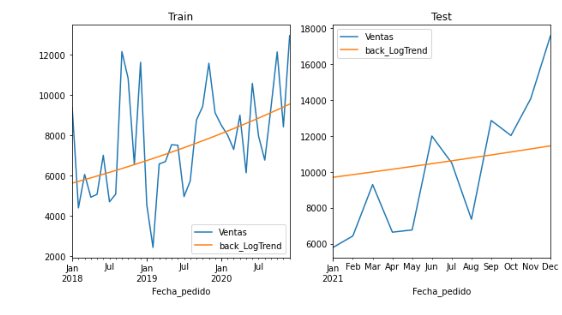 Train
12000
10000
8000
6000
4000
2000
Ventas
back_LogTrend
Jan
2018
Jul
Jan
2019
Jul
Jan
2020
Jul
Fecha_pedido
Test
18000
16000
14000
12000
10000
8000
6000
Ventas
back_LogTrend
Jan
2021
Feb
Mar
Apr
May
Jun
Jul
Aug
Sep
Oct
Nov
Dec
Fecha_pedido